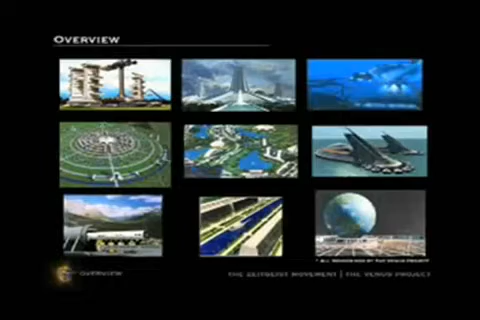 OVERVIEW
* ALL RENDERINGS BY THE VENUS PROJECT
OVERVIEW
THE ZEITGEIST MOVEMENT | THE VENUS PROJECT